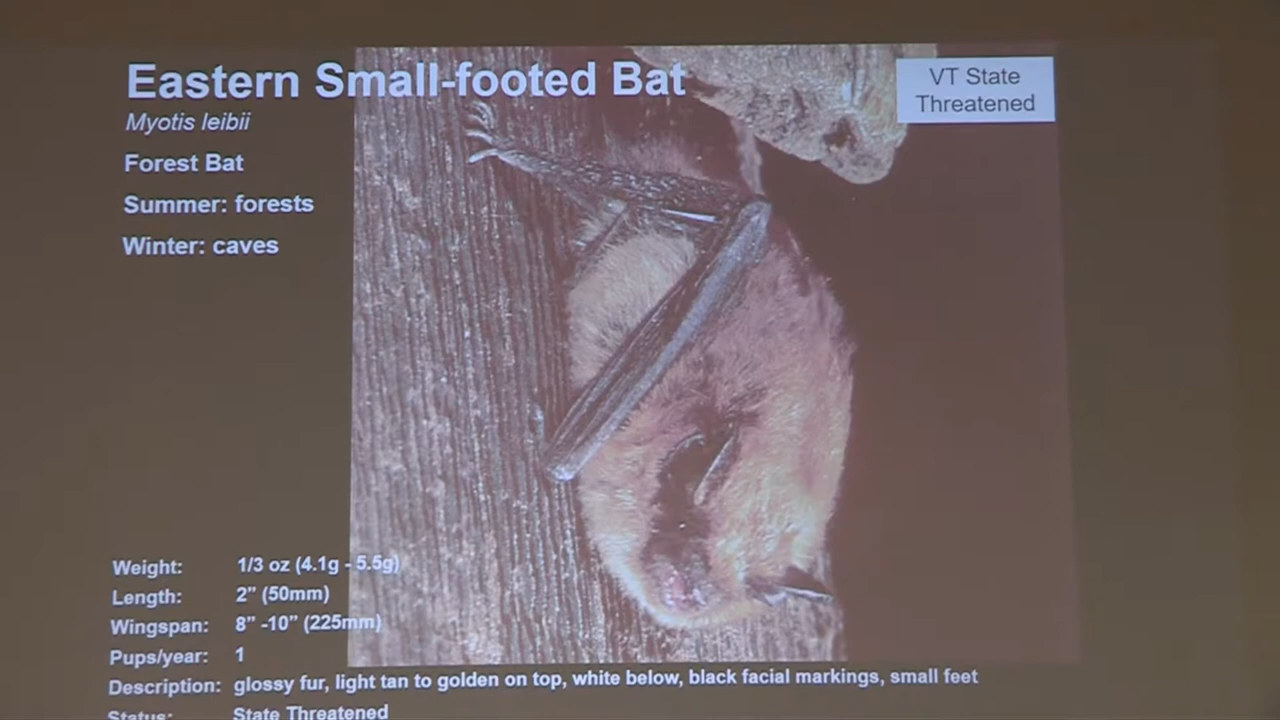 Eastern Small-footed Bat
VT State
Threatened
Myotis leibii
Forest Bat
Summer: forests
Winter: caves
Weight: 1/3 oz (4.1g - 5.5g)
Length: 2” (50mm)
Wingspan: 8” -10” (225mm)
Pups/year: 1
Description: glossy fur, light tan to golden on top, white below, black facial markings, small feet
Status: State Threatened